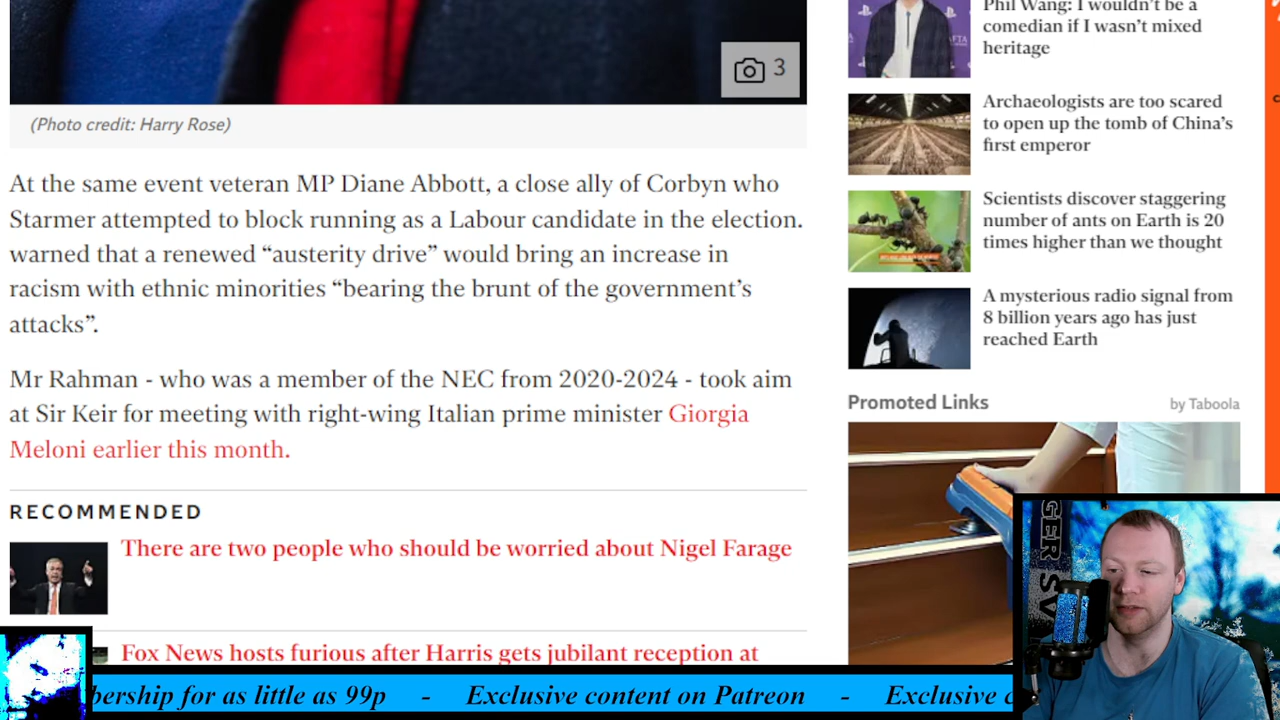 3
(Photo credit: Harry Rose)
At the same event veteran MP Diane Abbott, a close ally of Corbyn who
Starmer attempted to block running as a Labour candidate in the election.
warned that a renewed “austerity drive” would bring an increase in
racism with ethnic minorities “bearing the brunt of the government’s
attacks”.
Mr Rahman - who was a member of the NEC from 2020-2024 - took aim
at Sir Keir for meeting with right-wing Italian prime minister Giorgia
Meloni earlier this month.
RECOMMENDED
There are two people who should be worried about Nigel Farage
Fox News hosts furious after Harris gets jubilant reception at
Phil Wang: I wouldn’t be a
comedian if I wasn’t mixed
heritage
Archaeologists are too scared
to open up the tomb of China’s
first emperor
Scientists discover staggering
number of ants on Earth is 20
times higher than we thought
A mysterious radio signal from
8 billion years ago has just
reached Earth
Promoted Links
by Taboola
bership for as little as 99p - Exclusive content on Patreon - Exclusive c